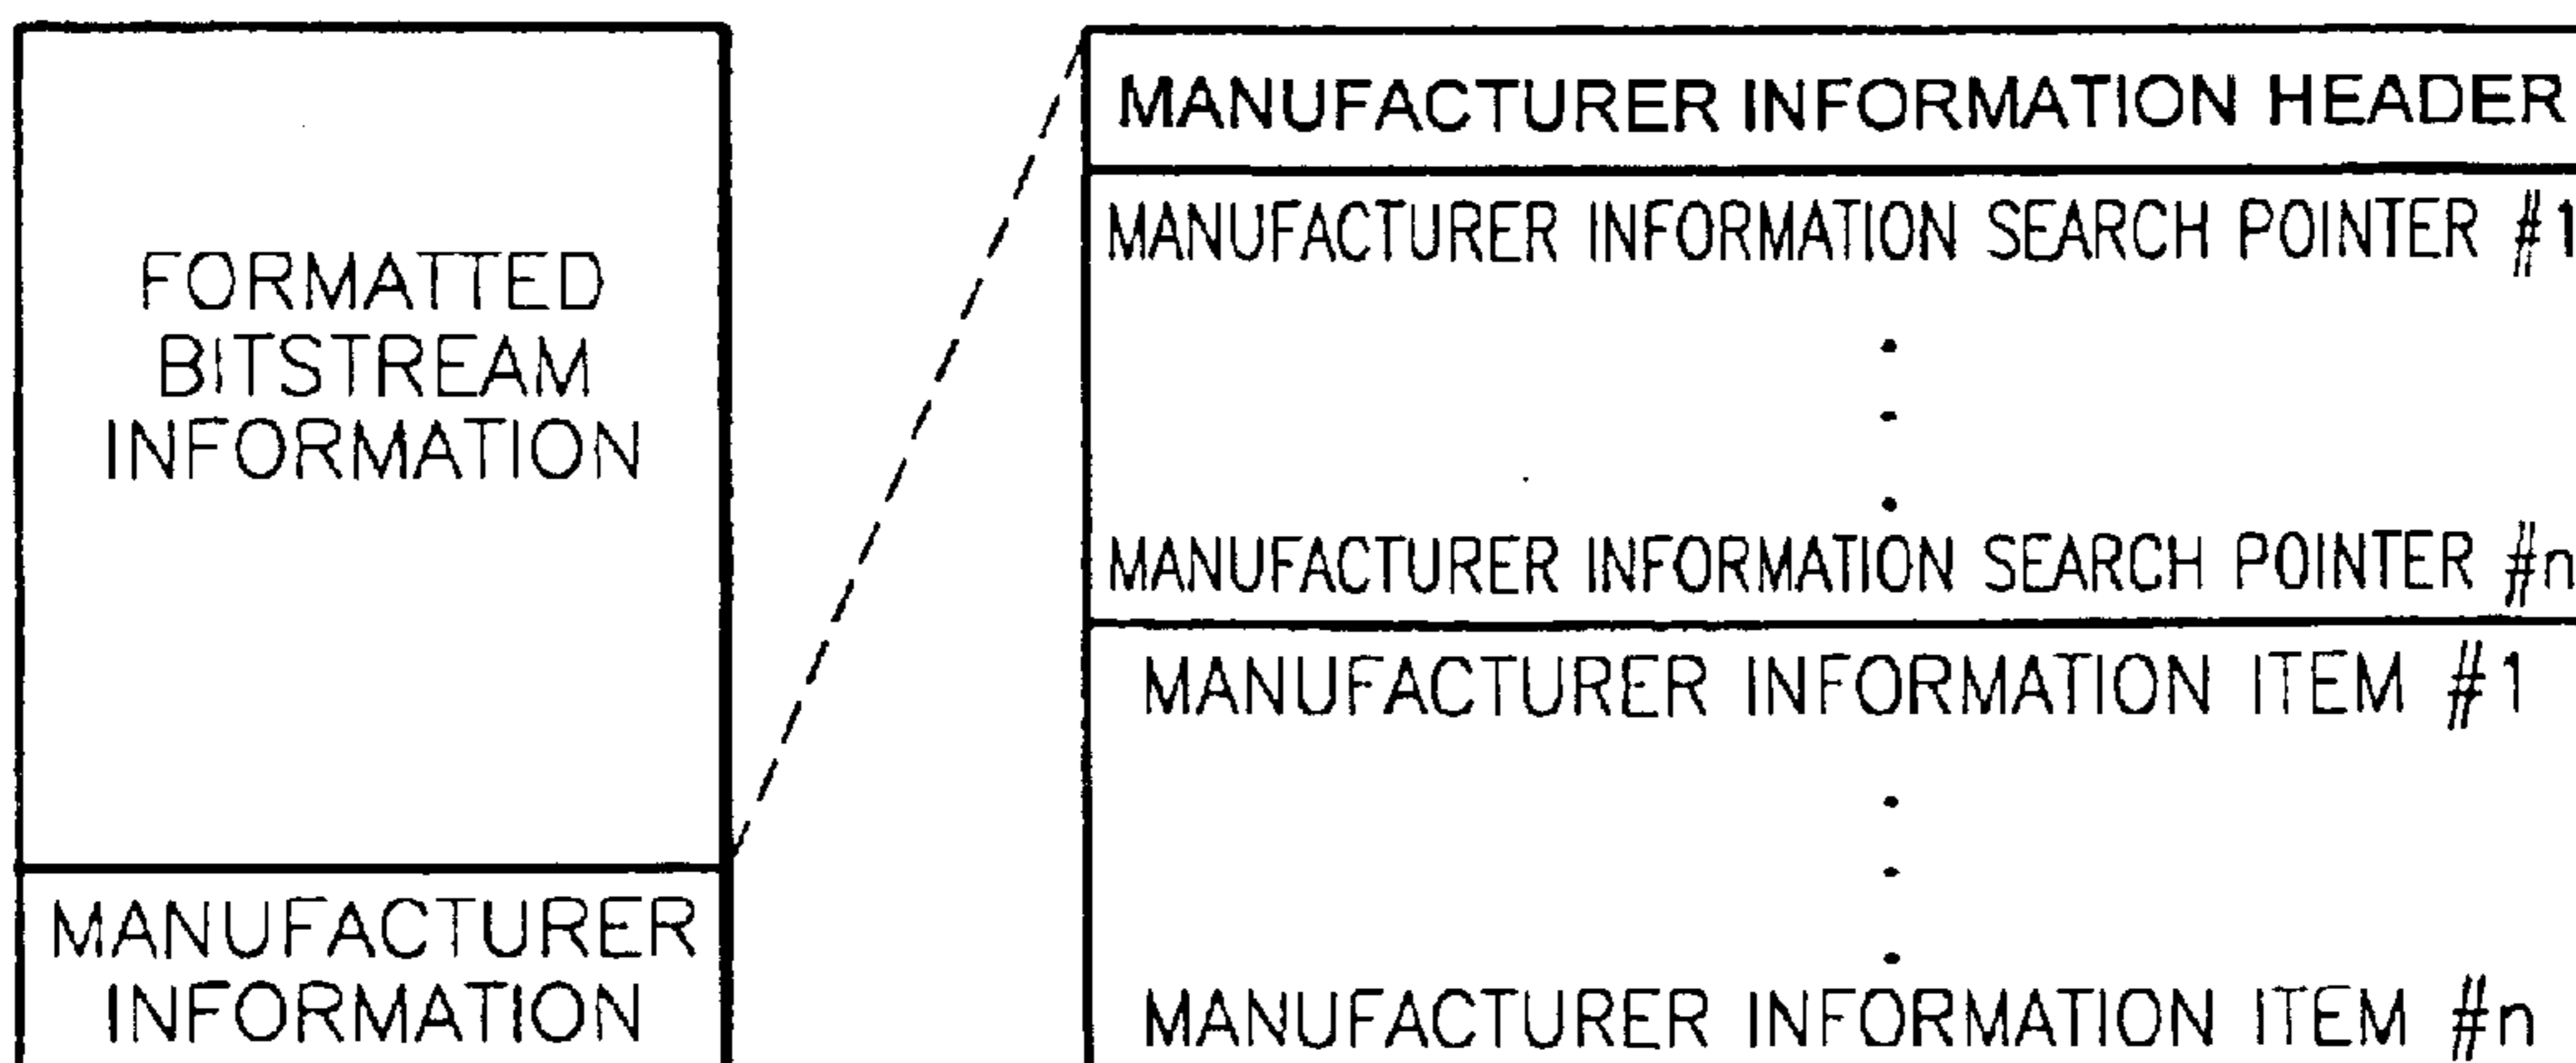 FORMATTED
BITSTREAM
INFORMATION
MANUFACTURER
INFORMATION
MANUFACTURER INFORMATION HEADER
MANUFACTURER INFORMATION SEARCH POINTER #1
MANUFACTURER INFORMATION SEARCH POINTER #n
MANUFACTURER INFORMATION ITEM #1
MANUFACTURER INFORMATION ITEM #n